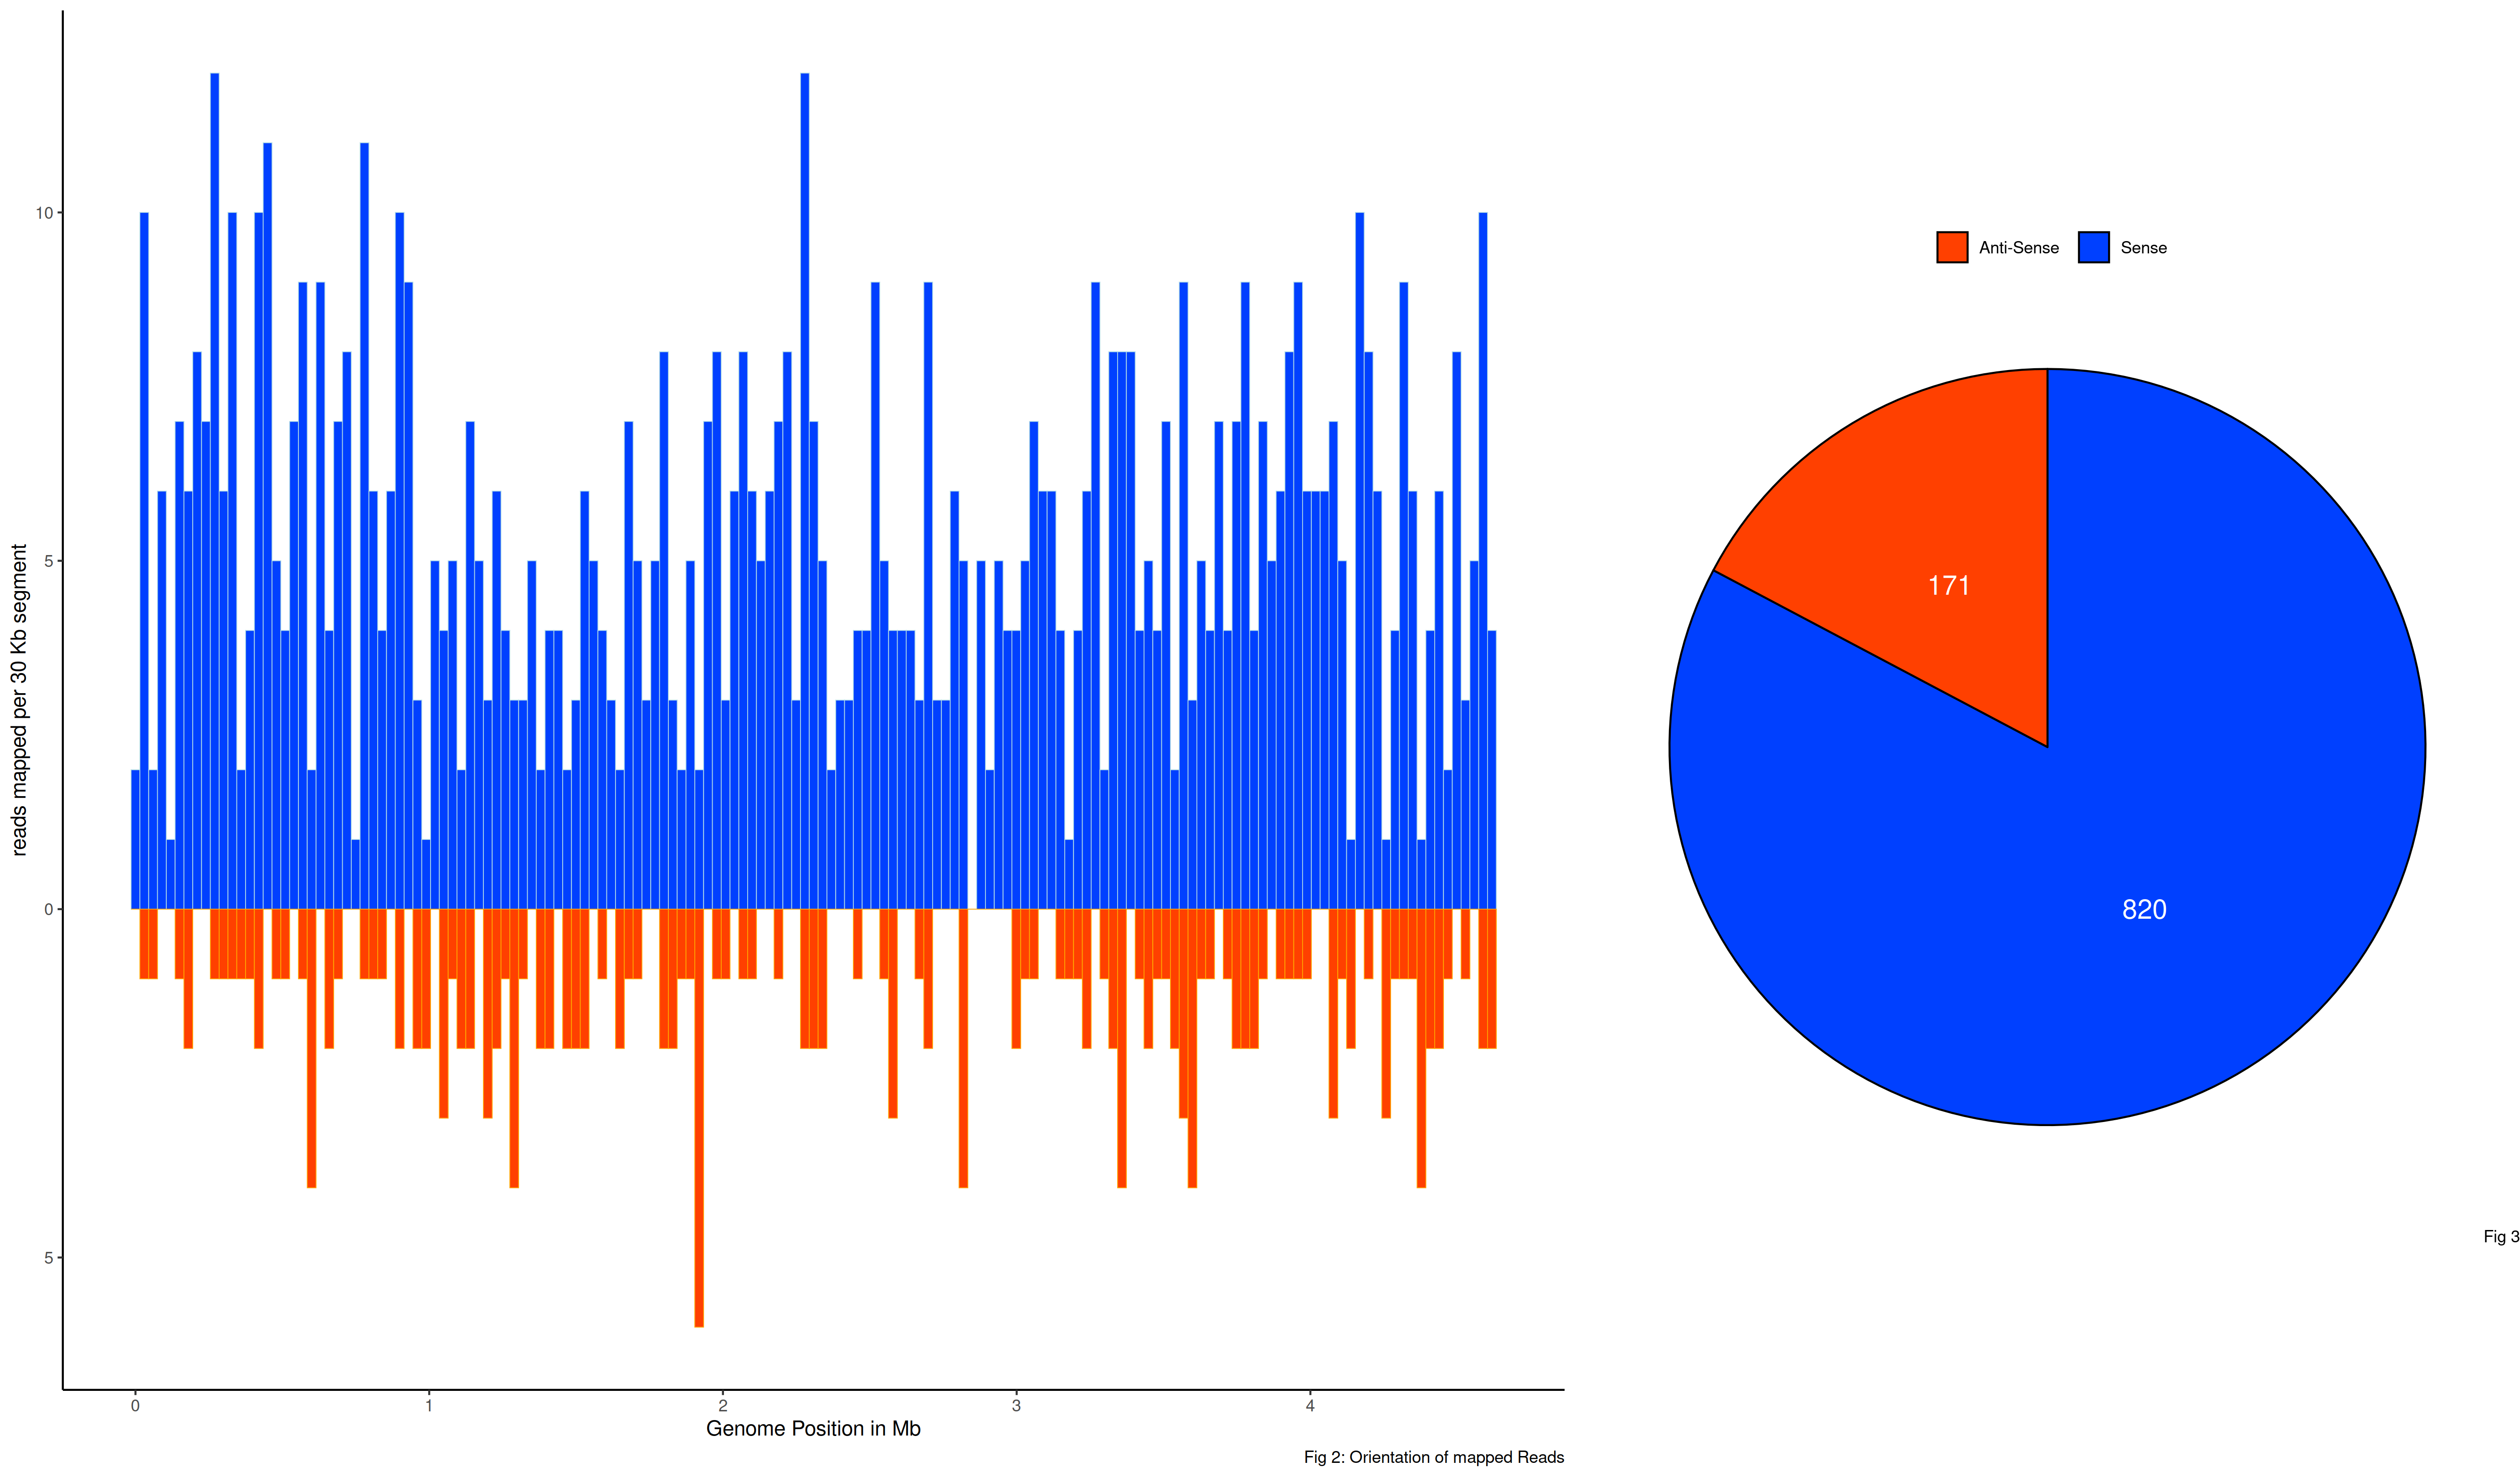 reads mapped per 30 Kb segment
10
5
0
5
0
1
2
3
4
Genome Position in Mb
Fig 2: Orientation of mapped Reads
Anti-Sense
Sense
171
820
Fig 3